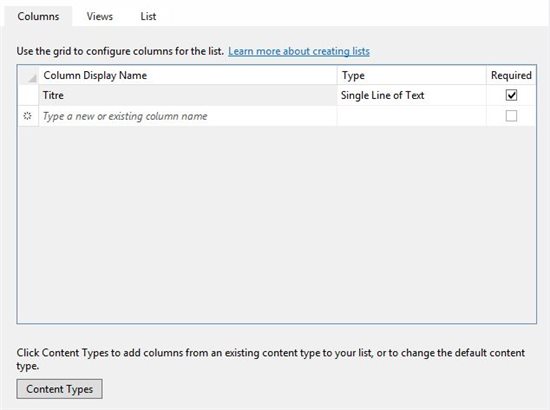 Columns Views List
Use the grid to configure columns for the list. Learn more about creating lists
Column Display Name Type Required
Titre Single Line of Text
Type a new or existing column name
Click Content Types to add columns from an existing content type to your list, or to change the default content
type.
Content Types